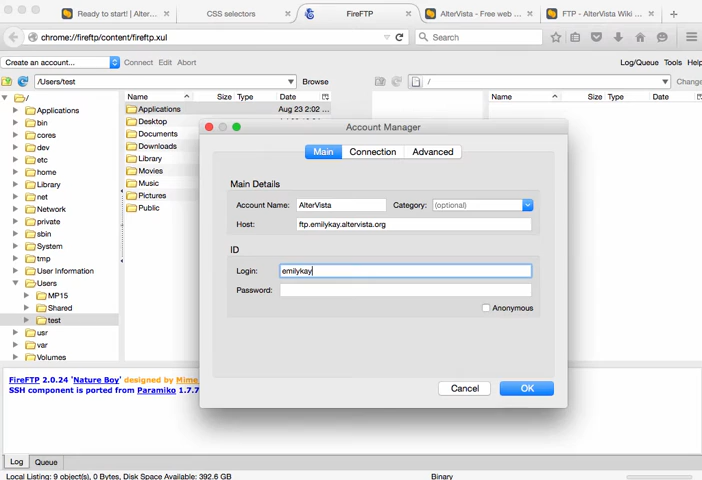 Ready to start! | Alter...
CSS selectors
FireFTP
AlterVista - Free web ...
FTP - AlterVista Wiki ...
chrome://fireftp/content/fireftp.xul
Search
Create an account...
Connect Edit Abort
Log/Queue Tools Help
/Users/test
Browse
/
Change
Name Size Type Date
Name Size Type Date
/
Applications
bin
cores
dev
etc
home
Library
net
Network
private
sbin
System
tmp
User Information
Users
MP15
Shared
test
usr
var
Volumes
Applications Aug 23 2:02 ...
Desktop
Documents
Downloads
Library
Movies
Music
Pictures
Public
Account Manager
Main Connection Advanced
Main Details
Account Name: AlterVista Category: (optional)
Host: ftp.emilykay.altervista.org
ID
Login: emilykay
Password:
Anonymous
Cancel OK
FireFTP 2.0.24 'Nature Boy' designed by Mime
SSH component is ported from Paramiko 1.7.7
Log Queue
Local Listing: 9 object(s), 0 Bytes, Disk Space Available: 392.6 GB
Binary